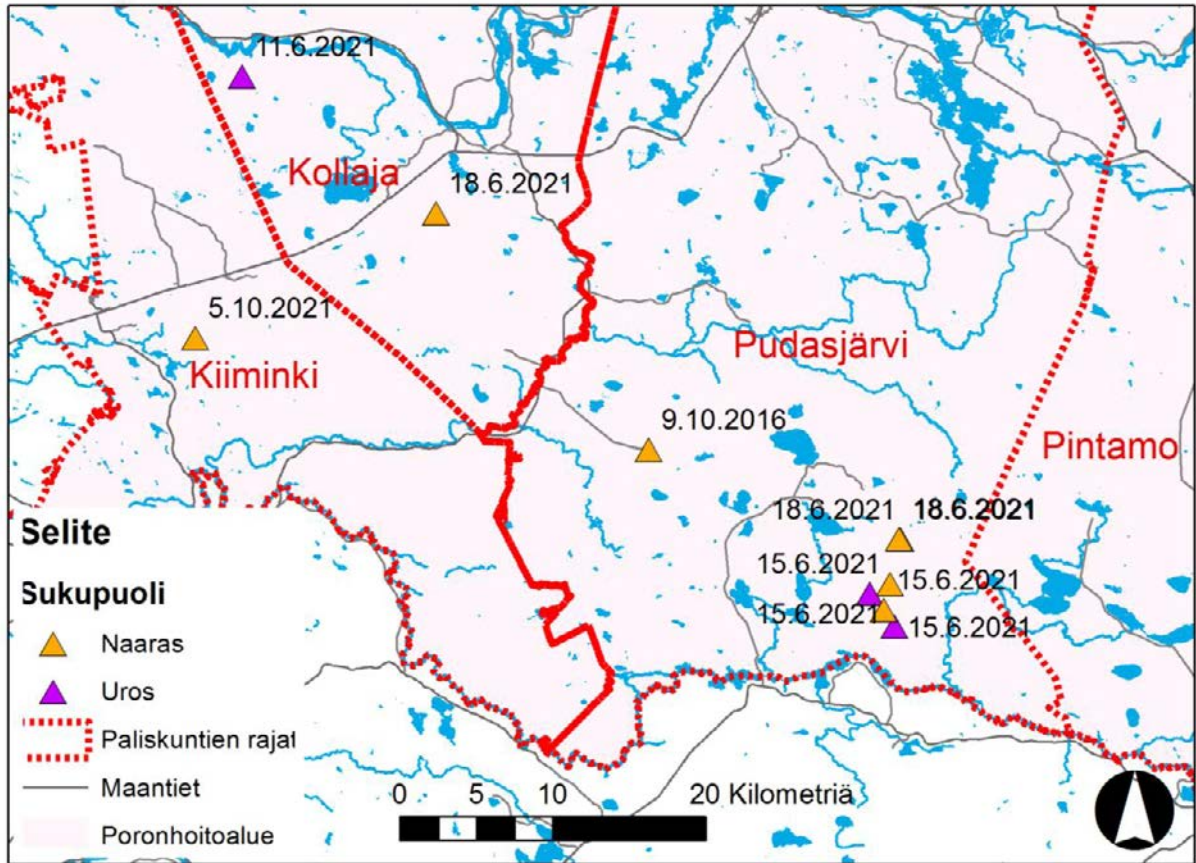 11.6.2021
Kollaja
18.6.2021
5.10.2021
Kiiminki
Pudasjärvi
9.10.2016
Pintamo
18.6.2021 18.6.2021
15.6.2021
15.6.2021
15.6.2021
15.6.2021
Selite
Sukupuoli
Naaras
Uros
Paliskuntien rajat
Maantiet
Poronhoitoalue
0 5 10 20 Kilometriä